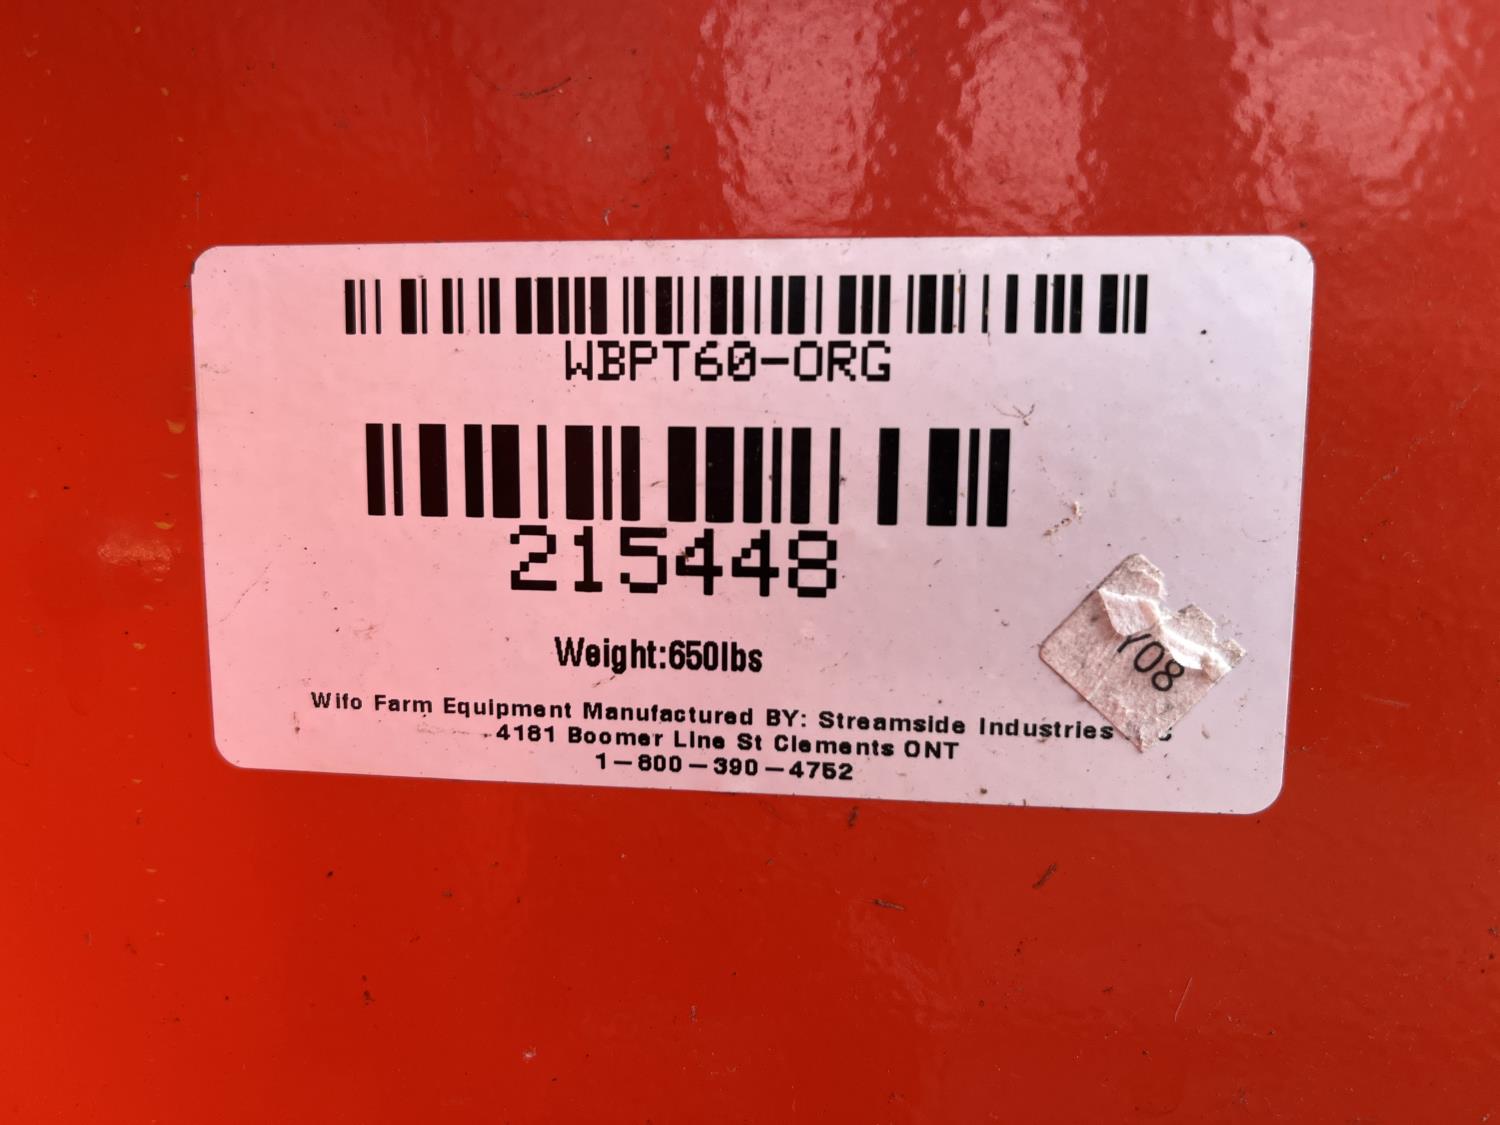 WBPT60-ORG
215448
Weight:650lbs
Wifo Farm Equipment Manufactured BY: Streamside Industries
4181 Boomer Line St Clements ONT
1-800-390-4752
Y08